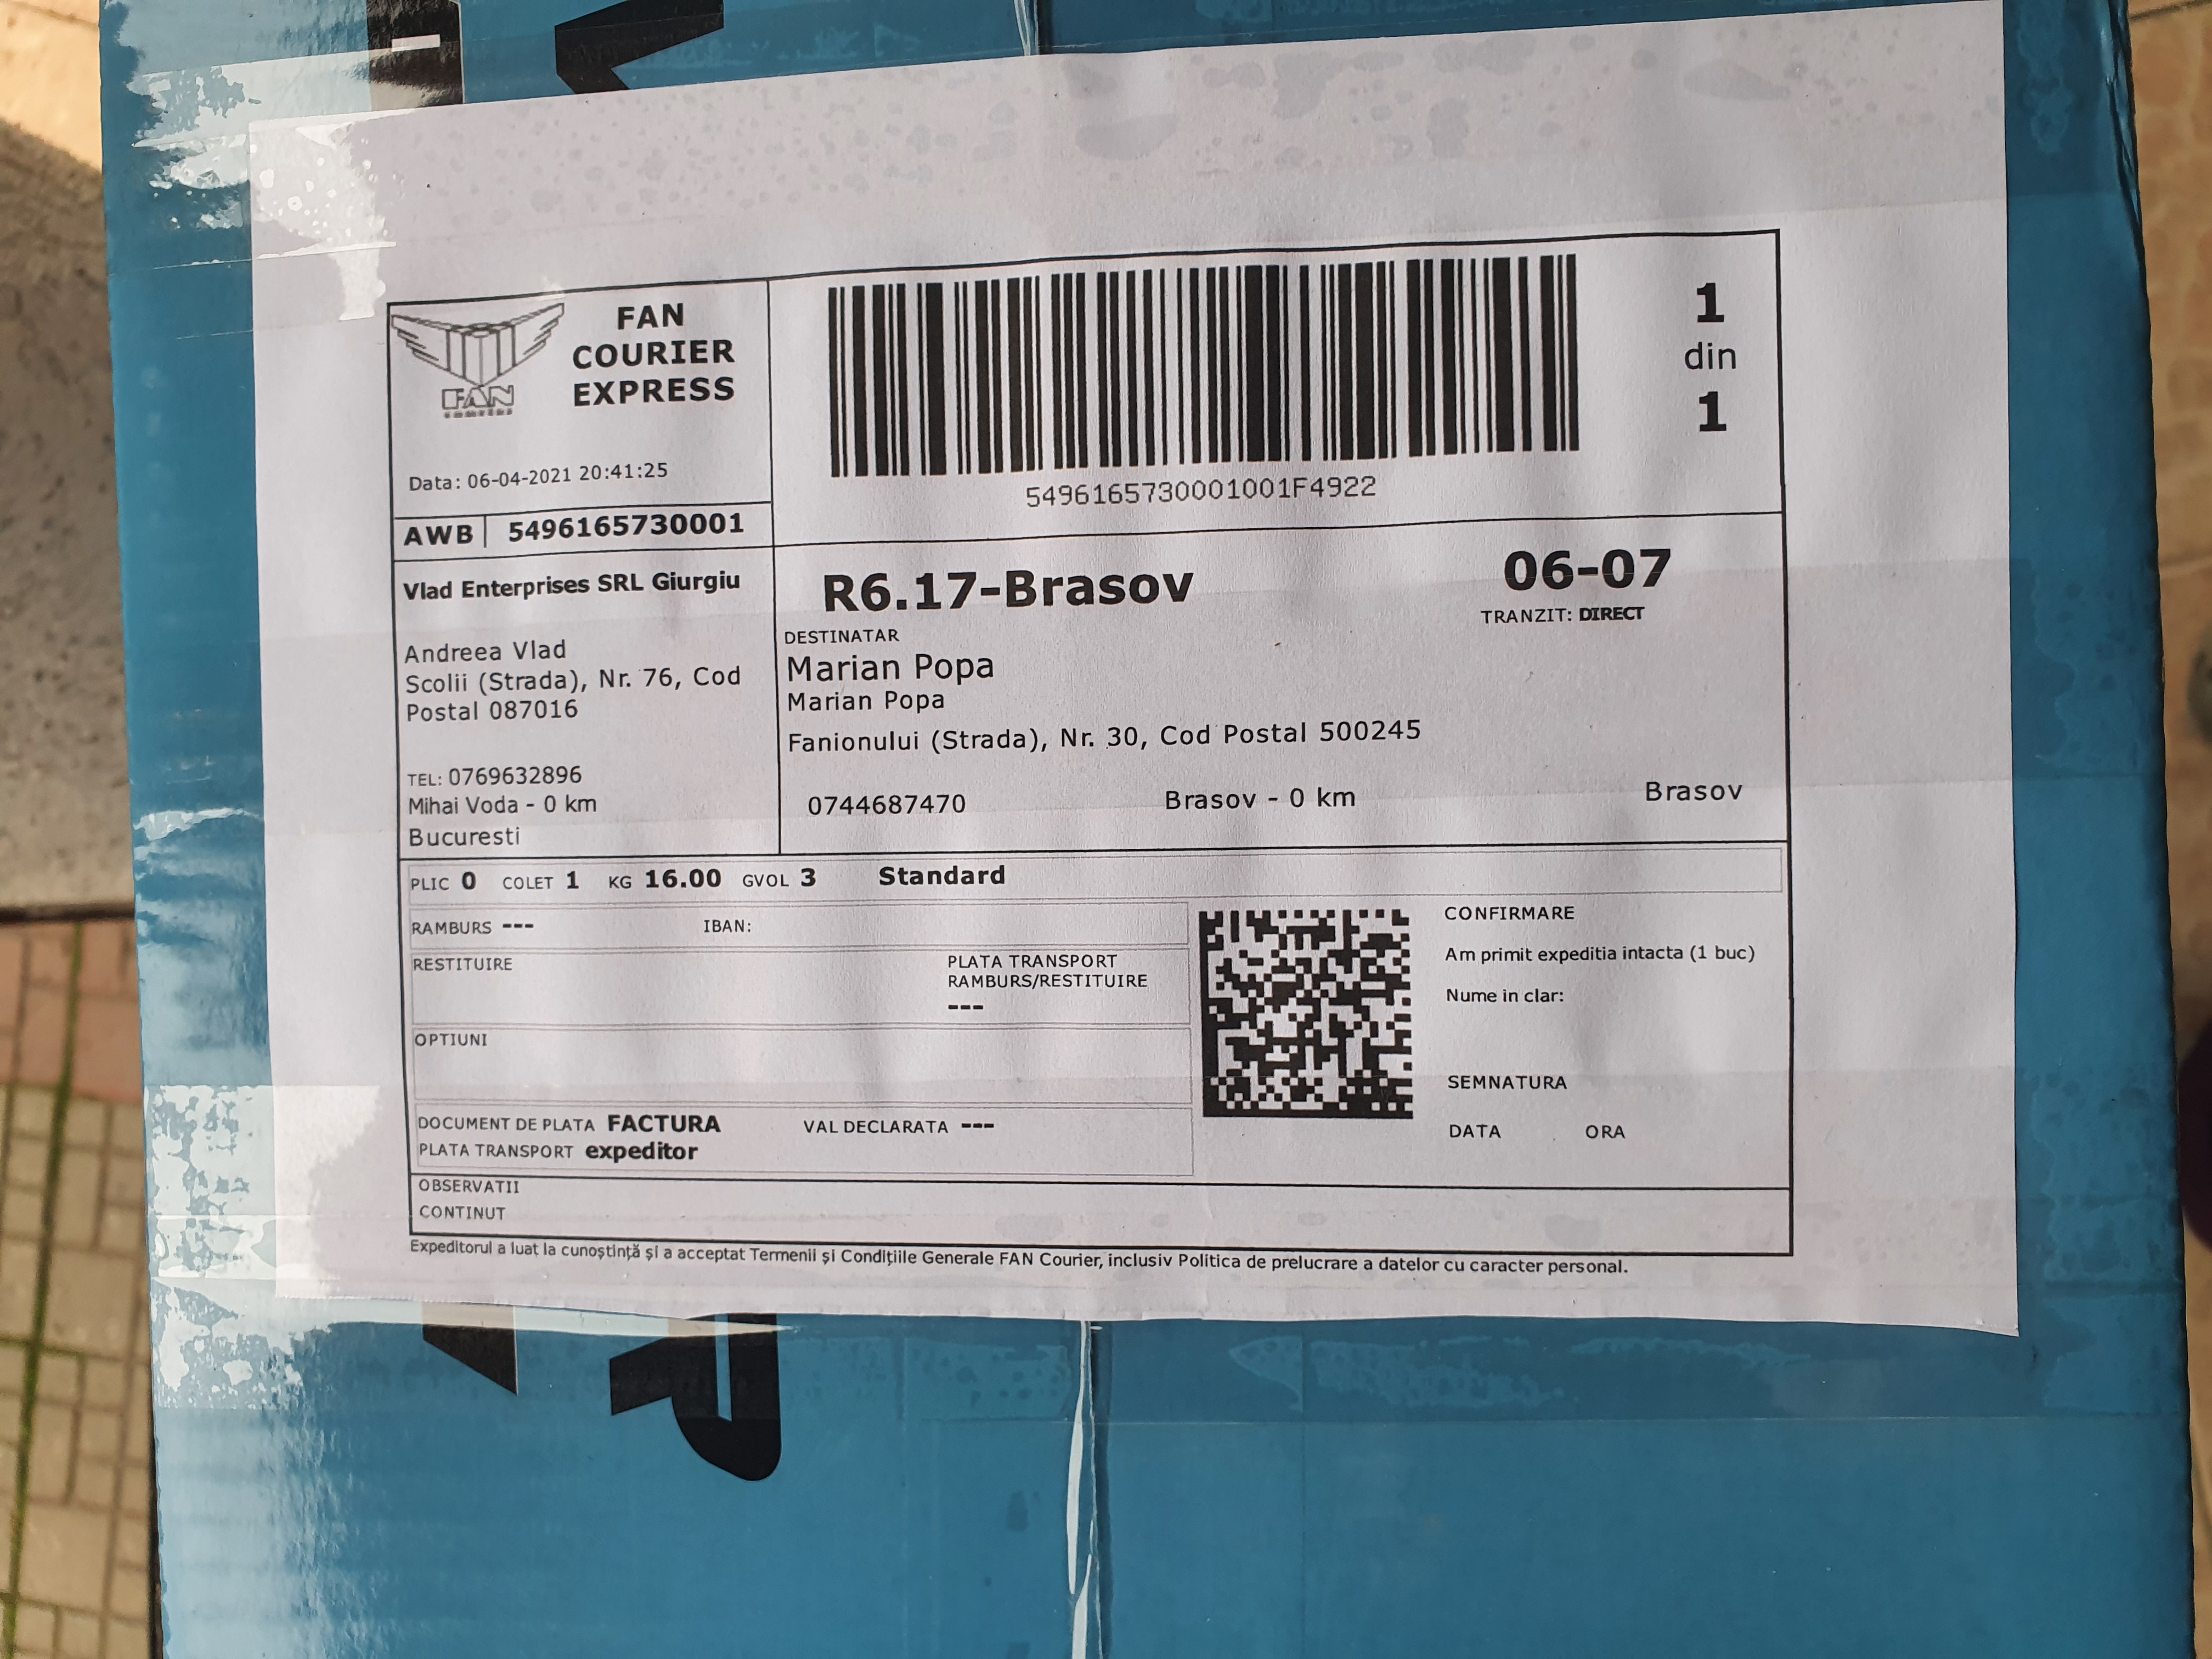 FAN
COURIER
EXPRESS
FAN
Data: 06-04-2021 20:41:25
AWB 5496165730001
5496165730001001F4922
1
din
1
Vlad Enterprises SRL Giurgiu
Andreea Vlad
Scolii (Strada), Nr. 76, Cod
Postal 087016
TEL: 0769632896
Mihai Voda - 0 km
Bucuresti
R6.17-Brasov
06-07
TRANZIT: DIRECT
DESTINATAR
Marian Popa
Marian Popa
Fanionului (Strada), Nr. 30, Cod Postal 500245
0744687470 Brasov - 0 km Brasov
PLIC 0 COLET 1 KG 16.00 GVOL 3 Standard
RAMBURS --- IBAN:
RESTITUIRE
PLATA TRANSPORT
RAMBURS/RESTITUIRE
---
OPTIUNI
DOCUMENT DE PLATA FACTURA VAL DECLARATA ---
PLATA TRANSPORT expeditor
CONFIRMARE
Am primit expeditia intacta (1 buc)
Nume in clar:
SEMNATURA
DATA ORA
OBSERVATII
CONTINUT
Expeditorul a luat la cunoștință și a acceptat Termenii și Condițiile Generale FAN Courier, inclusiv Politica de prelucrare a datelor cu caracter personal.